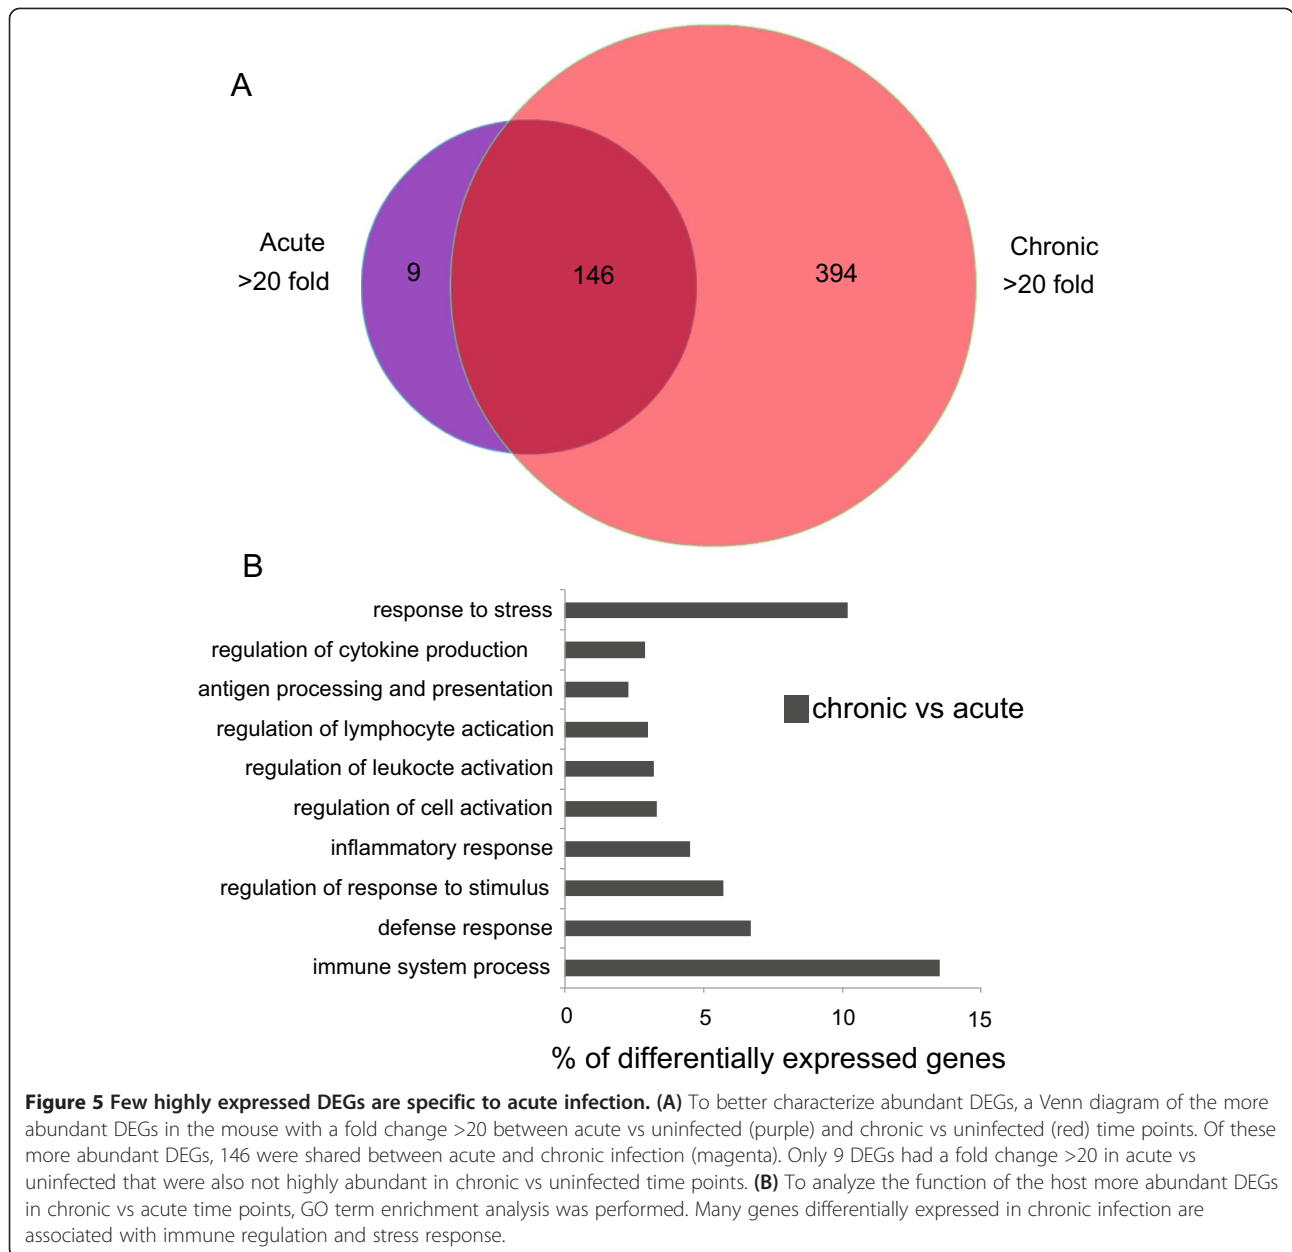 A
Acute
>20 fold
9
146
394
Chronic
>20 fold
B
response to stress
regulation of cytokine production
antigen processing and presentation
regulation of lymphocyte actication
regulation of leukocte activation
regulation of cell activation
inflammatory response
regulation of response to stimulus
defense response
immune system process
chronic vs acute
0 5 10 15
% of differentially expressed genes
Figure 5 Few highly expressed DEGs are specific to acute infection. (A) To better characterize abundant DEGs, a Venn diagram of the more
abundant DEGs in the mouse with a fold change >20 between acute vs uninfected (purple) and chronic vs uninfected (red) time points. Of these
more abundant DEGs, 146 were shared between acute and chronic infection (magenta). Only 9 DEGs had a fold change >20 in acute vs
uninfected that were also not highly abundant in chronic vs uninfected time points. (B) To analyze the function of the host more abundant DEGs
in chronic vs acute time points, GO term enrichment analysis was performed. Many genes differentially expressed in chronic infection are
associated with immune regulation and stress response.